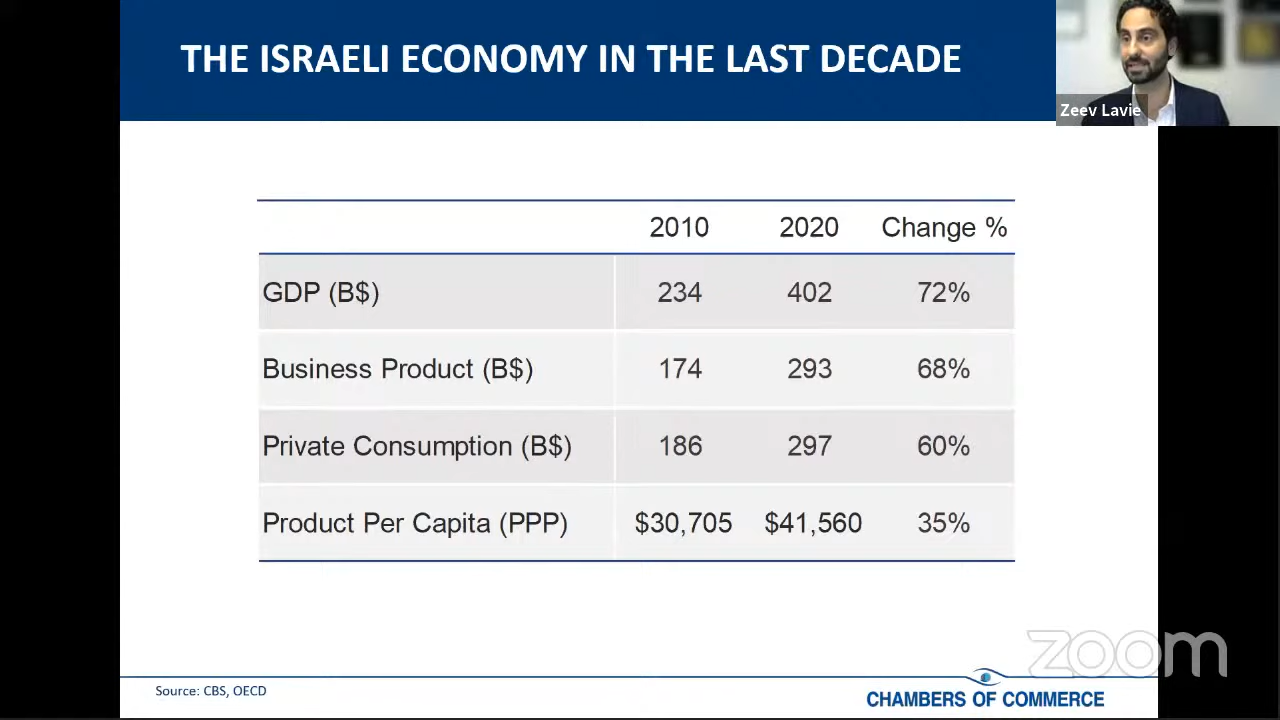 THE ISRAELI ECONOMY IN THE LAST DECADE
Zeev Lavie
2010 2020 Change %
GDP (B$) 234 402 72%
Business Product (B$) 174 293 68%
Private Consumption (B$) 186 297 60%
Product Per Capita (PPP) $30,705 $41,560 35%
zoom
Source: CBS, OECD
CHAMBERS OF COMMERCE